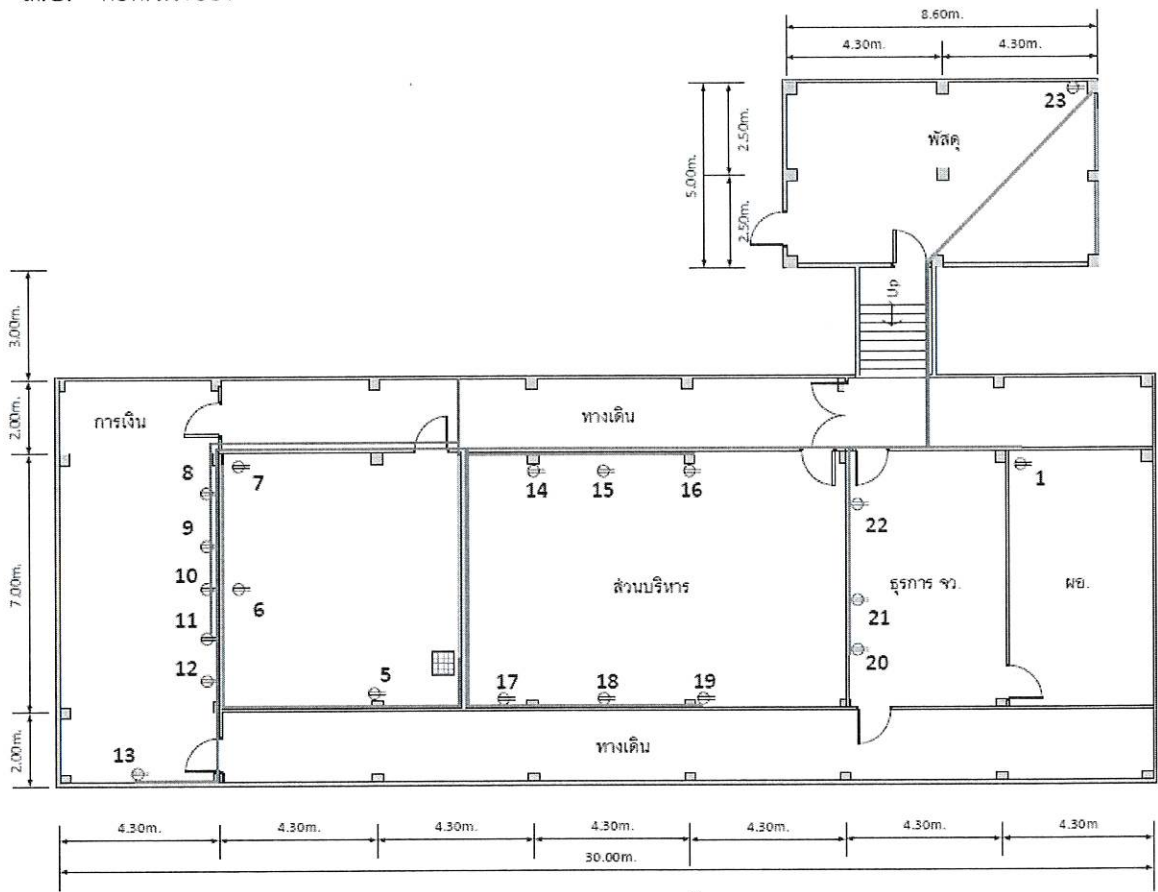 8.60m.
4.30m. 4.30m.
23
พัสดุ
5.00m.
2.50m.
2.50m.
Up
3.00m.
2.00m.
7.00m.
2.00m.
การเงิน
ทางเดิน
8
7
14
15
16
1
9
22
10
6
ส่วนบริหาร
ธุรการ จว.
ผอ.
11
21
12
5
20
17
18
19
13
ทางเดิน
4.30m. 4.30m. 4.30m. 4.30m. 4.30m. 4.30m. 4.30m
30.00m.